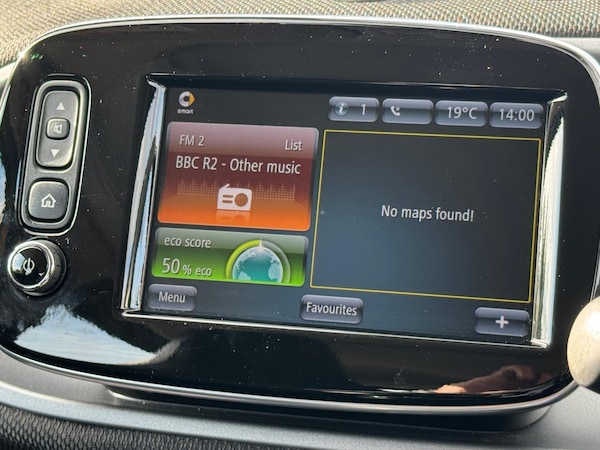 smart
1
19°C
14:00
FM 2 List
BBC R2 - Other music
No maps found!
eco score
50 % eco
Menu
Favourites
+